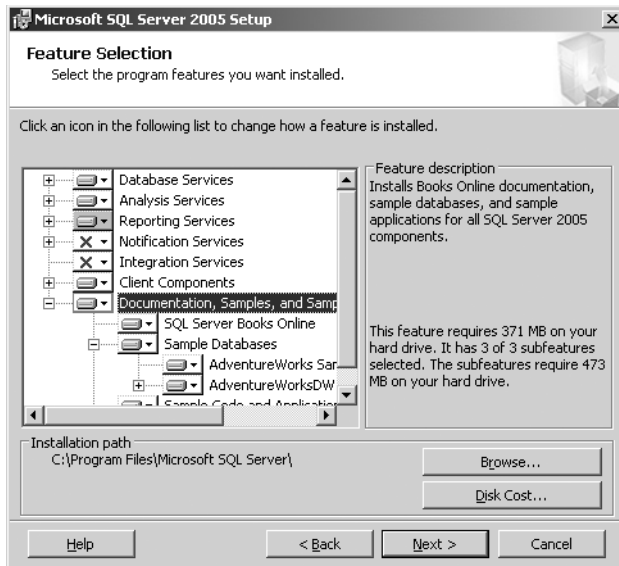 Microsoft SQL Server 2005 Setup
Feature Selection
Select the program features you want installed.
Click an icon in the following list to change how a feature is installed.
Database Services
Analysis Services
Reporting Services
Notification Services
Integration Services
Client Components
Documentation, Samples, and Samp
SQL Server Books Online
Sample Databases
AdventureWorks Sar
AdventureWorksDW
Sample Code and Application
Feature description
Installs Books Online documentation,
sample databases, and sample
applications for all SQL Server 2005
components.
This feature requires 371 MB on your
hard drive. It has 3 of 3 subfeatures
selected. The subfeatures require 473
MB on your hard drive.
Installation path
C:\Program Files\Microsoft SQL Server\
Browse...
Disk Cost...
Help
< Back
Next >
Cancel